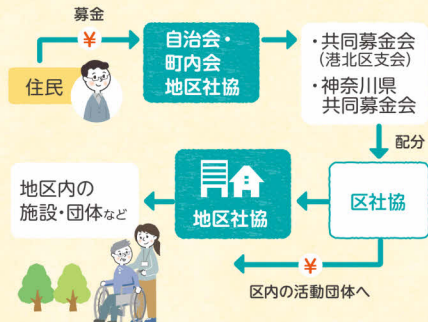 募金
¥
住民
自治会・
町内会
地区社協
・共同募金会
(港北区支会)
・神奈川県
共同募金会
配分
区社協
地区社協
地区内の
施設・団体など
¥
区内の活動団体へ